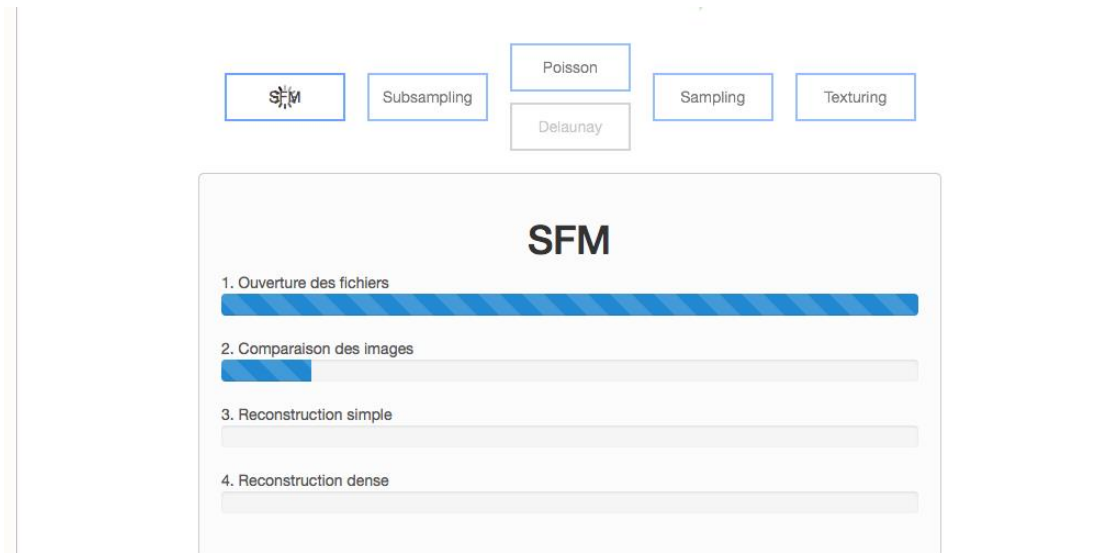 SFM
Subsampling
Poisson
Delaunay
Sampling
Texturing
SFM
1. Ouverture des fichiers
2. Comparaison des images
3. Reconstruction simple
4. Reconstruction dense